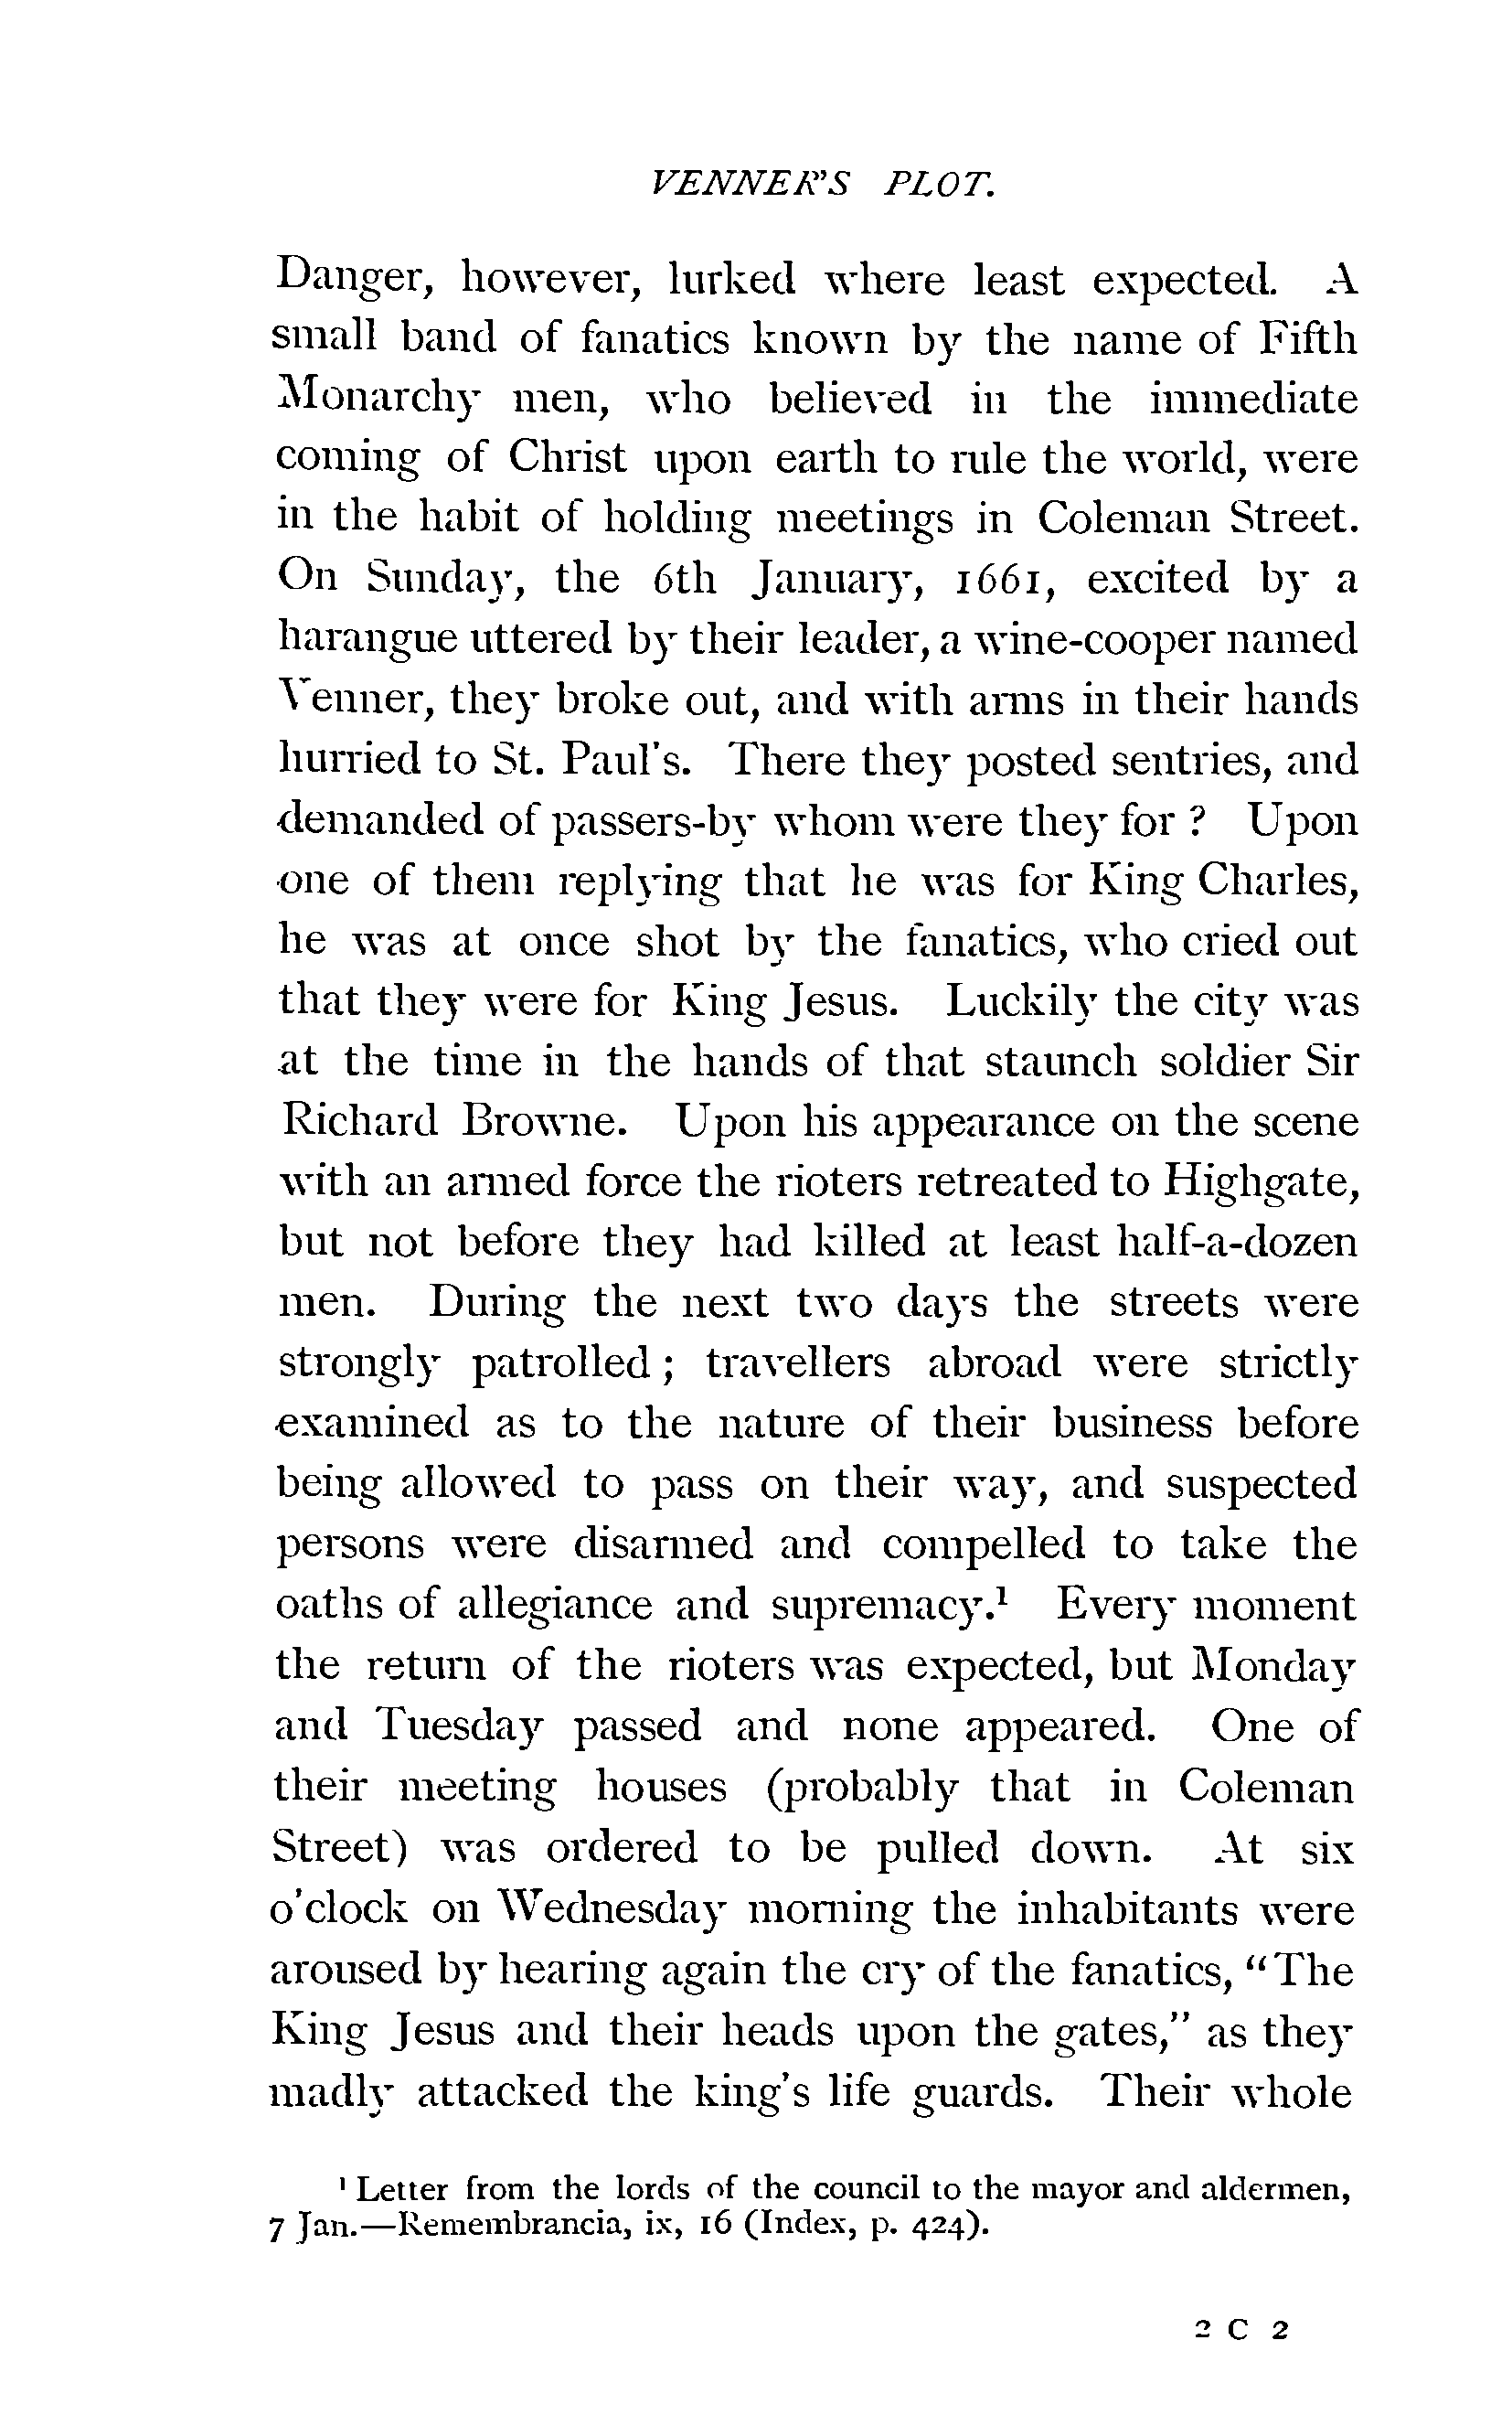 VENNER'S PLOT.
Danger, however, lurked where least expected. A
small band of fanatics known by the name of Fifth
Monarchy men, who believed in the immediate
coming of Christ upon earth to rule the world, were
in the habit of holding meetings in Coleman Street.
On Sunday, the 6th January, 1661, excited by a
harangue uttered by their leader, a wine-cooper named
Venner, they broke out, and with arms in their hands
hurried to St. Paul's. There they posted sentries, and
demanded of passers-by whom were they for ? Upon
one of them replying that he was for King Charles,
he was at once shot by the fanatics, who cried out
that they were for King Jesus. Luckily the city was
at the time in the hands of that staunch soldier Sir
Richard Browne. Upon his appearance on the scene
with an armed force the rioters retreated to Highgate,
but not before they had killed at least half-a-dozen
men. During the next two days the streets were
strongly patrolled ; travellers abroad were strictly
examined as to the nature of their business before
being allowed to pass on their way, and suspected
persons were disarmed and compelled to take the
oaths of allegiance and supremacy.¹ Every moment
the return of the rioters was expected, but Monday
and Tuesday passed and none appeared. One of
their meeting houses (probably that in Coleman
Street) was ordered to be pulled down. At six
o'clock on Wednesday morning the inhabitants were
aroused by hearing again the cry of the fanatics, "The
King Jesus and their heads upon the gates," as they
madly attacked the king's life guards. Their whole
¹ Letter from the lords of the council to the mayor and aldermen,
7 Jan.—Remembrancia, ix, 16 (Index, p. 424).
2 C 2